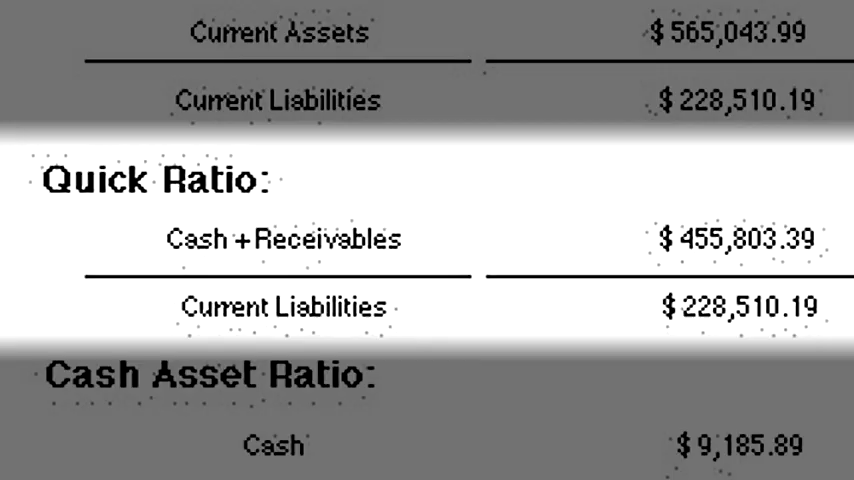 Current Assets $565,043.99
Current Liabilities $228,510.19
Quick Ratio:
Cash + Receivables $455,803.39
Current Liabilities $228,510.19
Cash Asset Ratio:
Cash $9,185.89